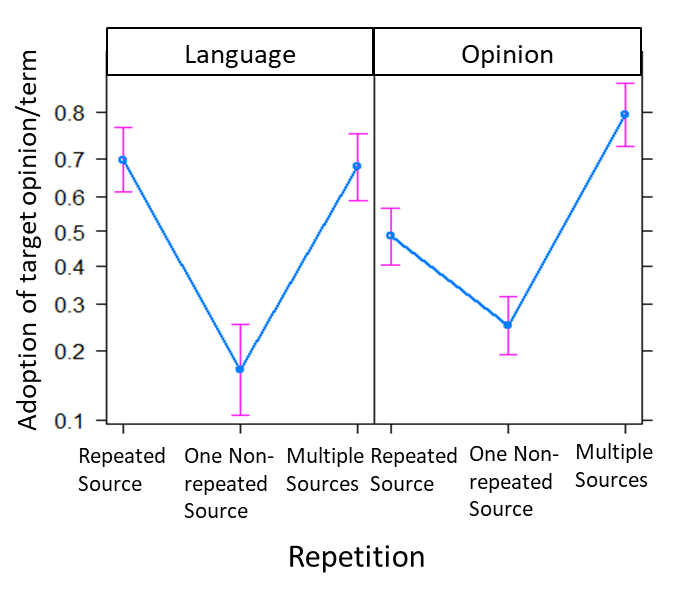 Language
Opinion
Adoption of target opinion/term
0.8
0.7
0.6
0.5
0.4
0.3
0.2
0.1
Repeated
Source
One Non-
repeated
Source
Multiple
Sources
Repeated
Source
One Non-
repeated
Source
Multiple
Sources
Repetition